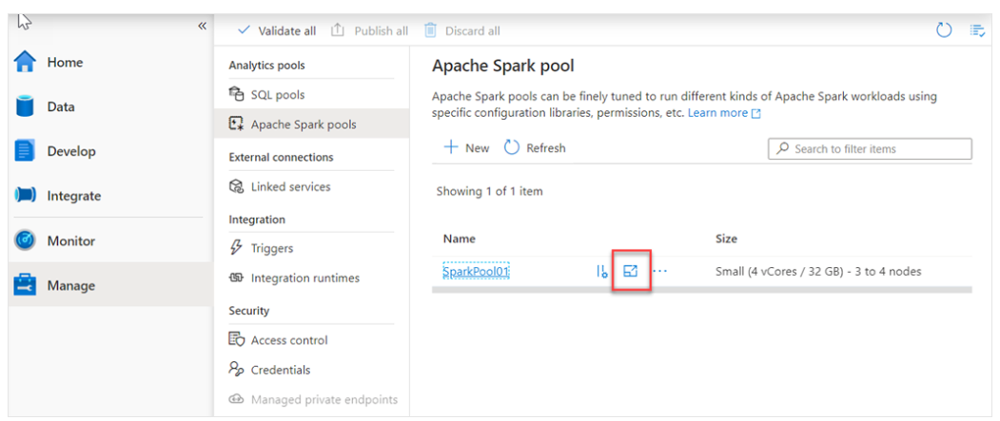 Validate all Publish all Discard all
Home
Data
Develop
Integrate
Monitor
Manage
Analytics pools
SQL pools
Apache Spark pools
External connections
Linked services
Integration
Triggers
Integration runtimes
Security
Access control
Credentials
Managed private endpoints
Apache Spark pool
Apache Spark pools can be finely tuned to run different kinds of Apache Spark workloads using
specific configuration libraries, permissions, etc. Learn more
New Refresh
Search to filter items
Showing 1 of 1 item
Name Size
SparkPool01 ··· Small (4 vCores / 32 GB) - 3 to 4 nodes